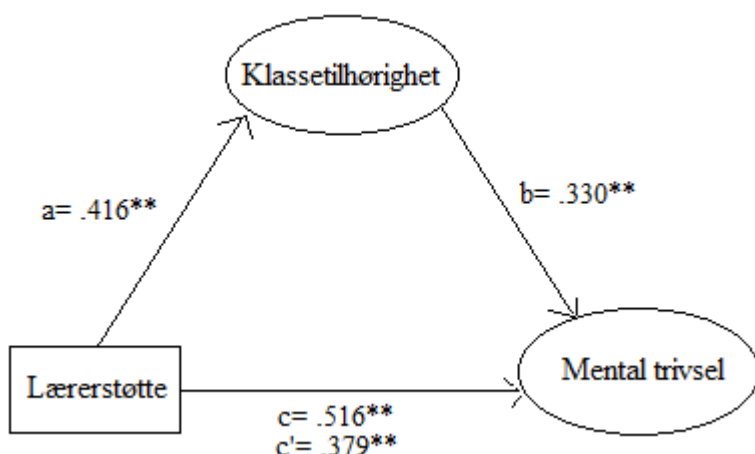 Klassetilhørighet
a= .416**
b= .330**
Lærerstøtte
Mental trivsel
c= .516**
c'= .379**